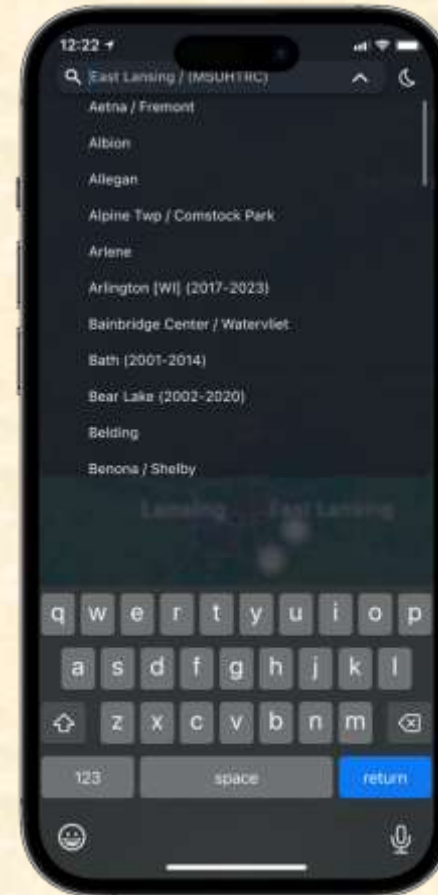 12:22
East Lansing / (MSUHTRC)
Aetna / Fremont
Albion
Allegan
Alpine Twp / Comstock Park
Arlene
Arlington [WI] (2017-2023)
Bainbridge Center / Watervliet
Bath (2001-2014)
Bear Lake (2002-2020)
Belding
Benona / Shelby
Lansing East Lansing
q w e r t y u i o p
a s d f g h j k l
z x c v b n m
123 space return